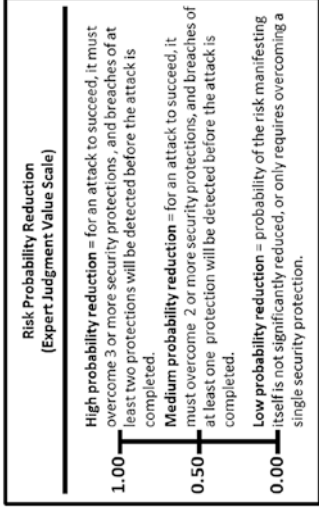 Risk Probability Reduction
(Expert Judgment Value Scale)
1.00
High probability reduction = for an attack to succeed, it must
overcome 3 or more security protections, and breaches of at
least two protections will be detected before the attack is
completed.
0.50
Medium probability reduction = for an attack to succeed, it
must overcome 2 or more security protections, and breaches of
at least one protection will be detected before the attack is
completed.
0.00
Low probability reduction = probability of the risk manifesting
itself is not significantly reduced, or only requires overcoming a
single security protection.